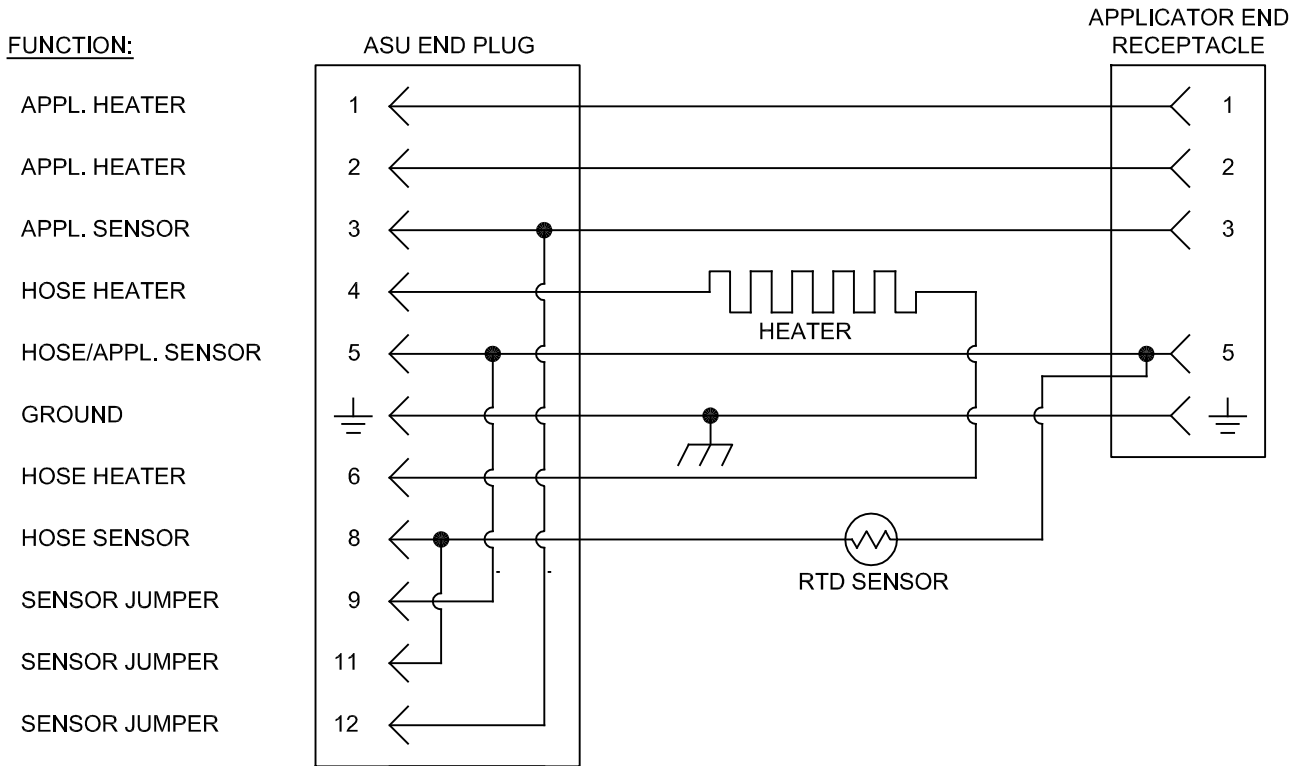 APPLICATOR END
RECEPTACLE
FUNCTION:
ASU END PLUG
APPL. HEATER 1 1
APPL. HEATER 2 2
APPL. SENSOR 3 3
HOSE HEATER 4
HEATER
HOSE/APPL. SENSOR 5 5
GROUND
HOSE HEATER 6
HOSE SENSOR 8
RTD SENSOR
SENSOR JUMPER 9
SENSOR JUMPER 11
SENSOR JUMPER 12